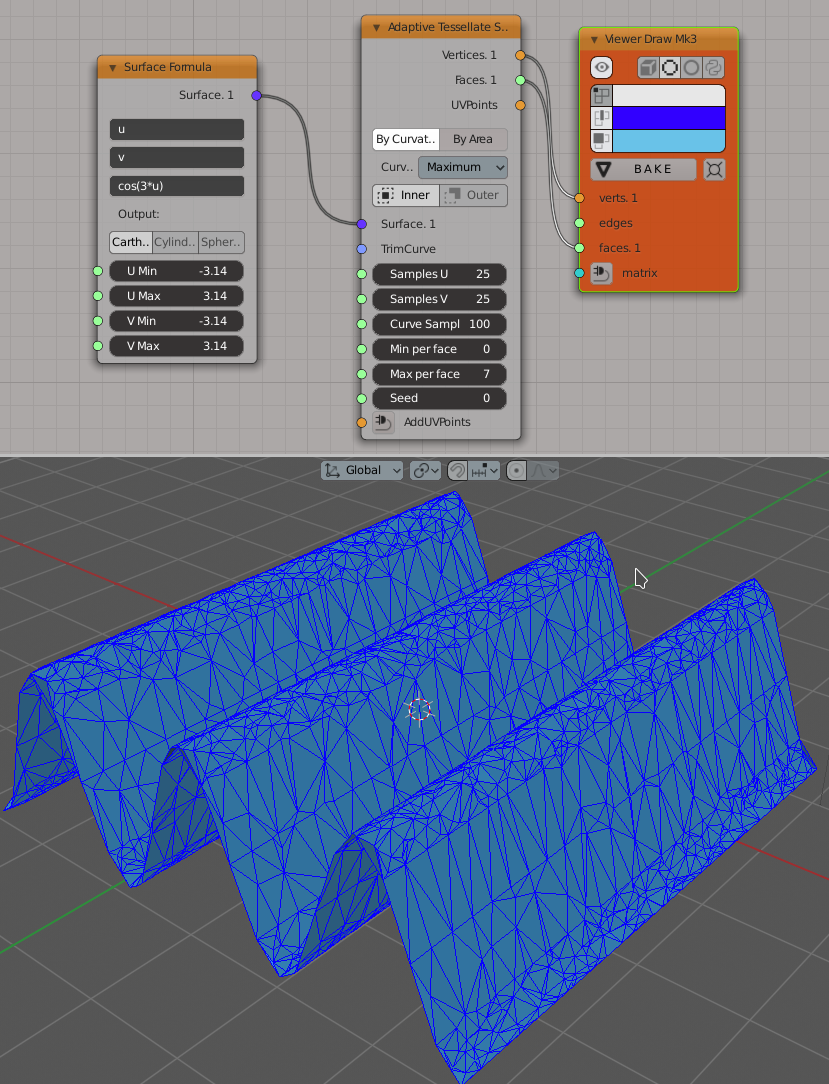 Surface Formula
Surface. 1
u
v
cos(3*u)
Output:
Carth.. Cylind.. Spher..
U Min -3.14
U Max 3.14
V Min -3.14
V Max 3.14
Adaptive Tessellate S..
Vertices. 1
Faces. 1
UVPoints
By Curvat.. By Area
Curv.. Maximum
Inner Outer
Surface. 1
TrimCurve
Samples U 25
Samples V 25
Curve Sampl 100
Min per face 0
Max per face 7
Seed 0
AddUVPoints
Viewer Draw Mk3
BAKE
verts. 1
edges
faces. 1
matrix
Global